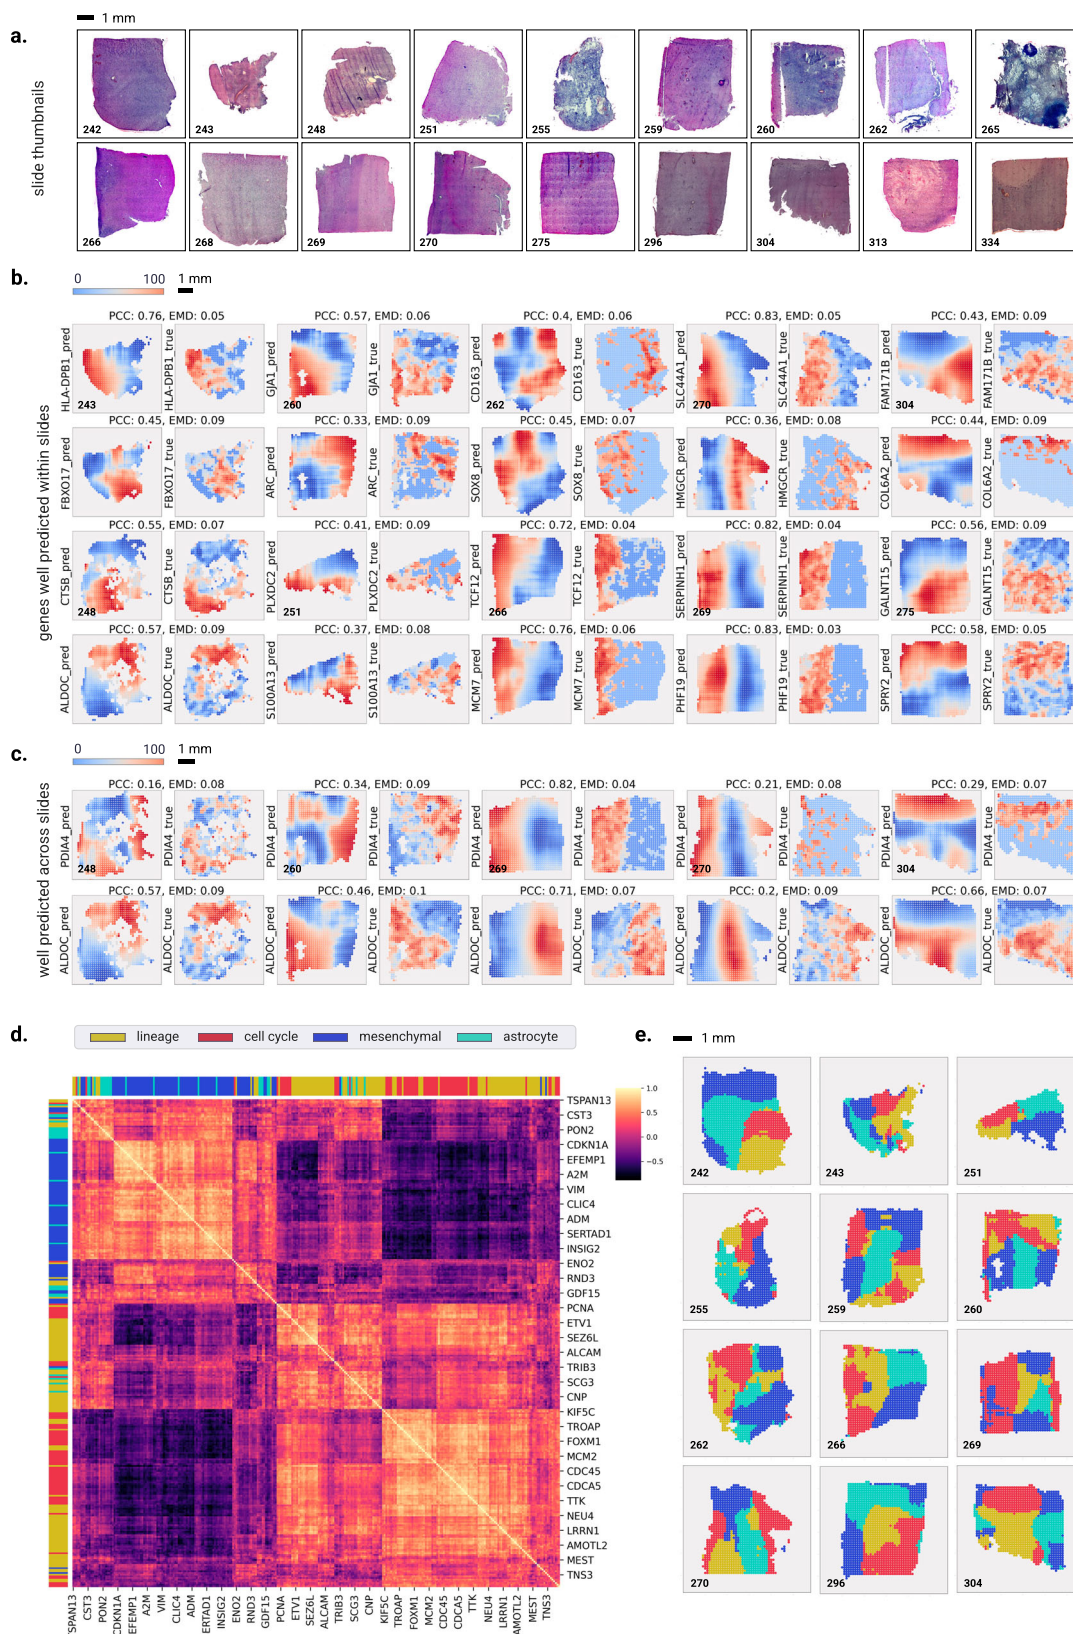 1 mm
a.
slide thumbnails
242 243 248 251 255 259 260 262 265
266 268 269 270 275 296 304 313 334
b.
0 100 1 mm
genes well predicted within slides
PCC: 0.76, EMD: 0.05 PCC: 0.57, EMD: 0.06 PCC: 0.4, EMD: 0.06 PCC: 0.83, EMD: 0.05 PCC: 0.43, EMD: 0.09
HLA-DPB1_pred HLA-DPB1_true GJA1_pred GJA1_true CD163_pred CD163_true SLC44A1_pred SLC44A1_true FAM171B_pred FAM171B_true
243 260 262 270 304
PCC: 0.45, EMD: 0.09 PCC: 0.33, EMD: 0.09 PCC: 0.45, EMD: 0.07 PCC: 0.36, EMD: 0.08 PCC: 0.44, EMD: 0.09
FBXO17_pred FBXO17_true ARC_pred ARC_true SOX8_pred SOX8_true HMGCR_pred HMGCR_true COL6A2_pred COL6A2_true
PCC: 0.55, EMD: 0.07 PCC: 0.41, EMD: 0.09 PCC: 0.72, EMD: 0.04 PCC: 0.82, EMD: 0.04 PCC: 0.56, EMD: 0.09
CTSB_pred CTSB_true PLXDC2_pred PLXDC2_true TCF12_pred TCF12_true SERPINH1_pred SERPINH1_true GALNT15_pred GALNT15_true
248 251 266 269 275
PCC: 0.57, EMD: 0.09 PCC: 0.37, EMD: 0.08 PCC: 0.76, EMD: 0.06 PCC: 0.83, EMD: 0.03 PCC: 0.58, EMD: 0.05
ALDOC_pred ALDOC_true S100A13_pred S100A13_true MCM7_pred MCM7_true PHF19_pred PHF19_true SPRY2_pred SPRY2_true
c.
0 100 1 mm
well predicted across slides
PCC: 0.16, EMD: 0.08 PCC: 0.34, EMD: 0.09 PCC: 0.82, EMD: 0.04 PCC: 0.21, EMD: 0.08 PCC: 0.29, EMD: 0.07
PDIA4_pred PDIA4_true PDIA4_pred PDIA4_true PDIA4_pred PDIA4_true PDIA4_pred PDIA4_true PDIA4_pred PDIA4_true
248 260 269 270 304
PCC: 0.57, EMD: 0.09 PCC: 0.46, EMD: 0.1 PCC: 0.71, EMD: 0.07 PCC: 0.2, EMD: 0.09 PCC: 0.66, EMD: 0.07
ALDOC_pred ALDOC_true ALDOC_pred ALDOC_true ALDOC_pred ALDOC_true ALDOC_pred ALDOC_true ALDOC_pred ALDOC_true
d.
lineage cell cycle mesenchymal astrocyte
TSPAN13
CST3
PON2
CDKN1A
EFEMP1
A2M
VIM
CLIC4
ADM
SERTAD1
INSIG2
ENO2
RND3
GDF15
PCNA
ETV1
SEZ6L
ALCAM
TRIB3
SCG3
CNP
KIF5C
TROAP
FOXM1
MCM2
CDC45
CDCA5
TTK
NEU4
LRRN1
AMOTL2
MEST
TNS3
1.0
0.5
0.0
−0.5
TSPAN13 CST3 PON2 CDKN1A EFEMP1 A2M VIM CLIC4 ADM ERTAD1 INSIG2 ENO2 RND3 GDF15 PCNA ETV1 SEZ6L ALCAM TRIB3 SCG3 CNP KIF5C TROAP FOXM1 MCM2 CDC45 CDCA5 TTK NEU4 LRRN1 AMOTL2 MEST TNS3
e.
1 mm
242 243 251
255 259 260
262 266 269
270 296 304